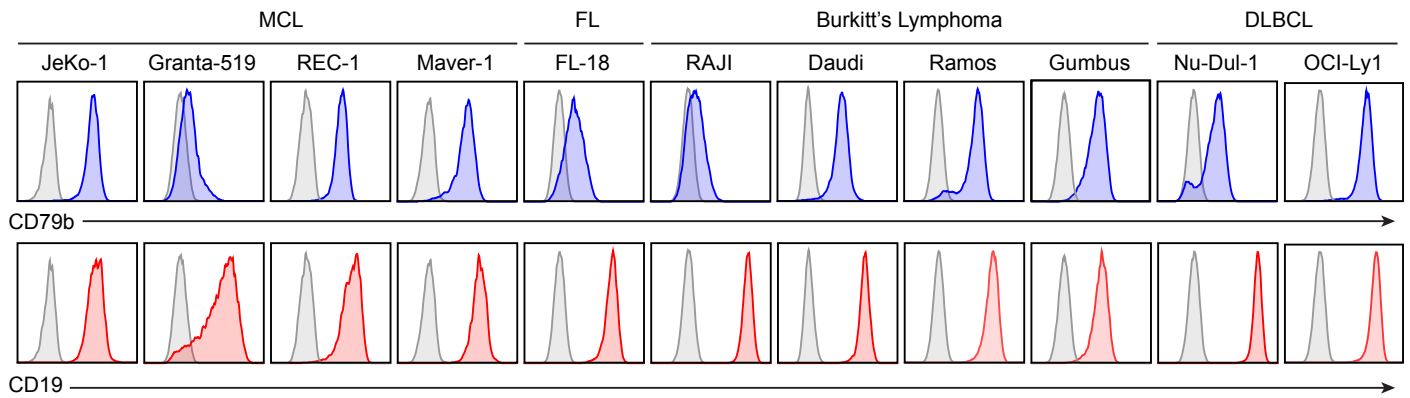 MCL FL Burkitt's Lymphoma DLBCL
JeKo-1 Granta-519 REC-1 Maver-1 FL-18 RAJI Daudi Ramos Gumbus Nu-Dul-1 OCI-Ly1
CD79b
CD19